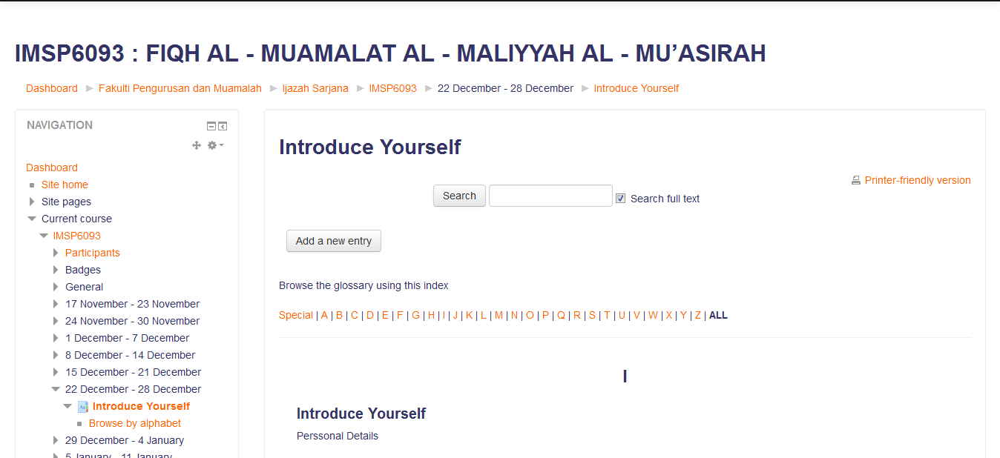 IMSP6093 : FIQH AL - MUAMALAT AL - MALIYYAH AL - MU’ASIRAH
Dashboard Fakulti Pengurusan dan Muamalah Ijazah Sarjana IMSP6093 22 December - 28 December Introduce Yourself
NAVIGATION
Dashboard
Site home
Site pages
Current course
IMSP6093
Participants
Badges
General
17 November - 23 November
24 November - 30 November
1 December - 7 December
8 December - 14 December
15 December - 21 December
22 December - 28 December
Introduce Yourself
Browse by alphabet
29 December - 4 January
5 January - 11 January
Introduce Yourself
Printer-friendly version
Search Search full text
Add a new entry
Browse the glossary using this index
Special | A | B | C | D | E | F | G | H | I | J | K | L | M | N | O | P | Q | R | S | T | U | V | W | X | Y | Z | ALL
I
Introduce Yourself
Perssonal Details